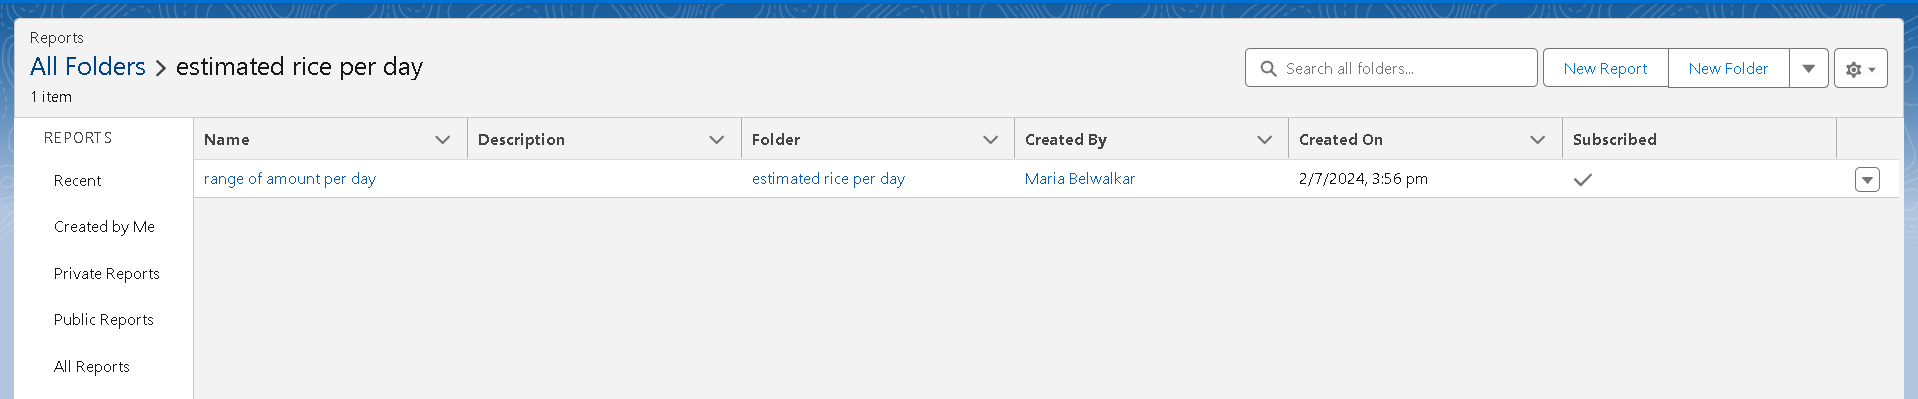 Reports
All Folders > estimated rice per day
1 item
Search all folders...
New Report
New Folder
REPORTS
Recent
Created by Me
Private Reports
Public Reports
All Reports
Name Description Folder Created By Created On Subscribed
range of amount per day estimated rice per day Maria Belwalkar 2/7/2024, 3:56 pm